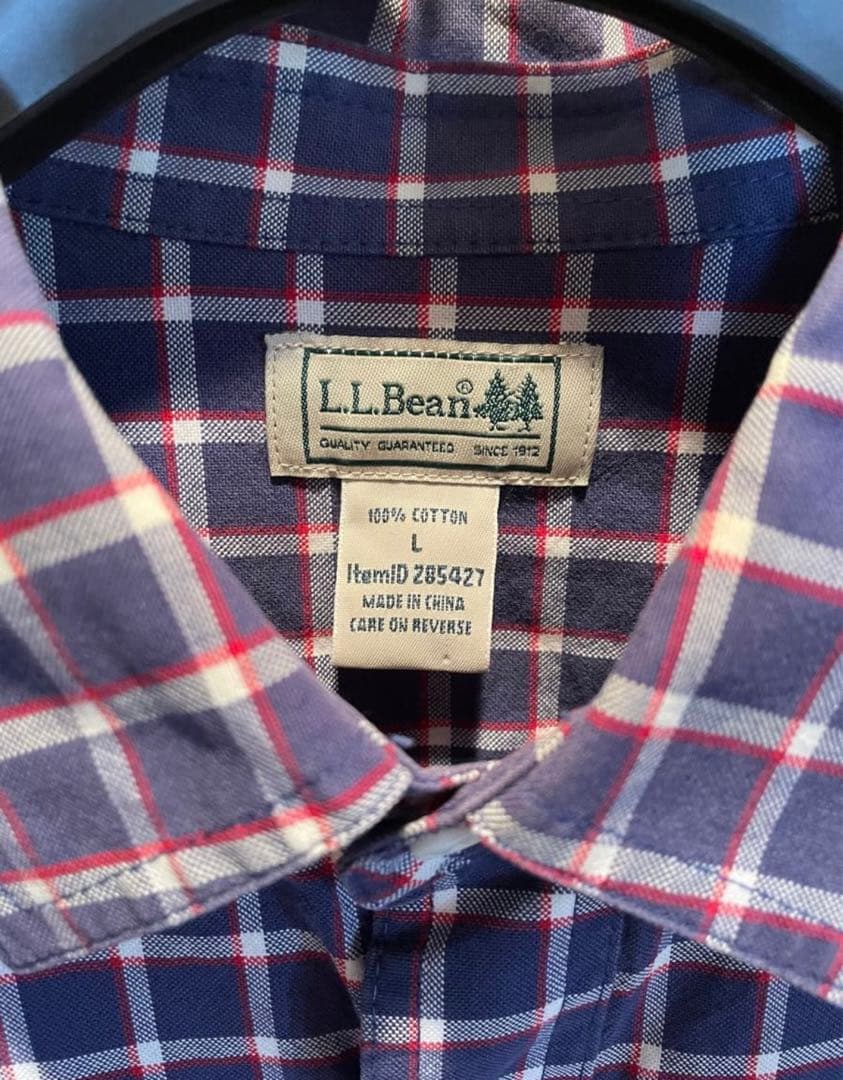 L.L.Bean®
QUALITY GUARANTEED SINCE 1912
100% COTTON
L
ItemID 285427
MADE IN CHINA
CARE ON REVERSE